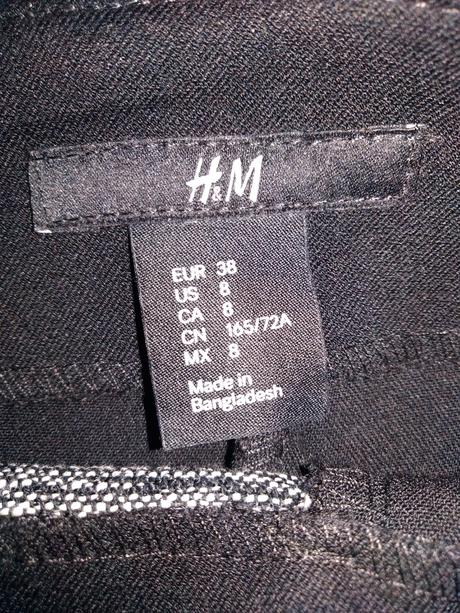 H&M
EUR 38
US 8
CA 8
CN 165/72A
MX 8
Made in
Bangladesh